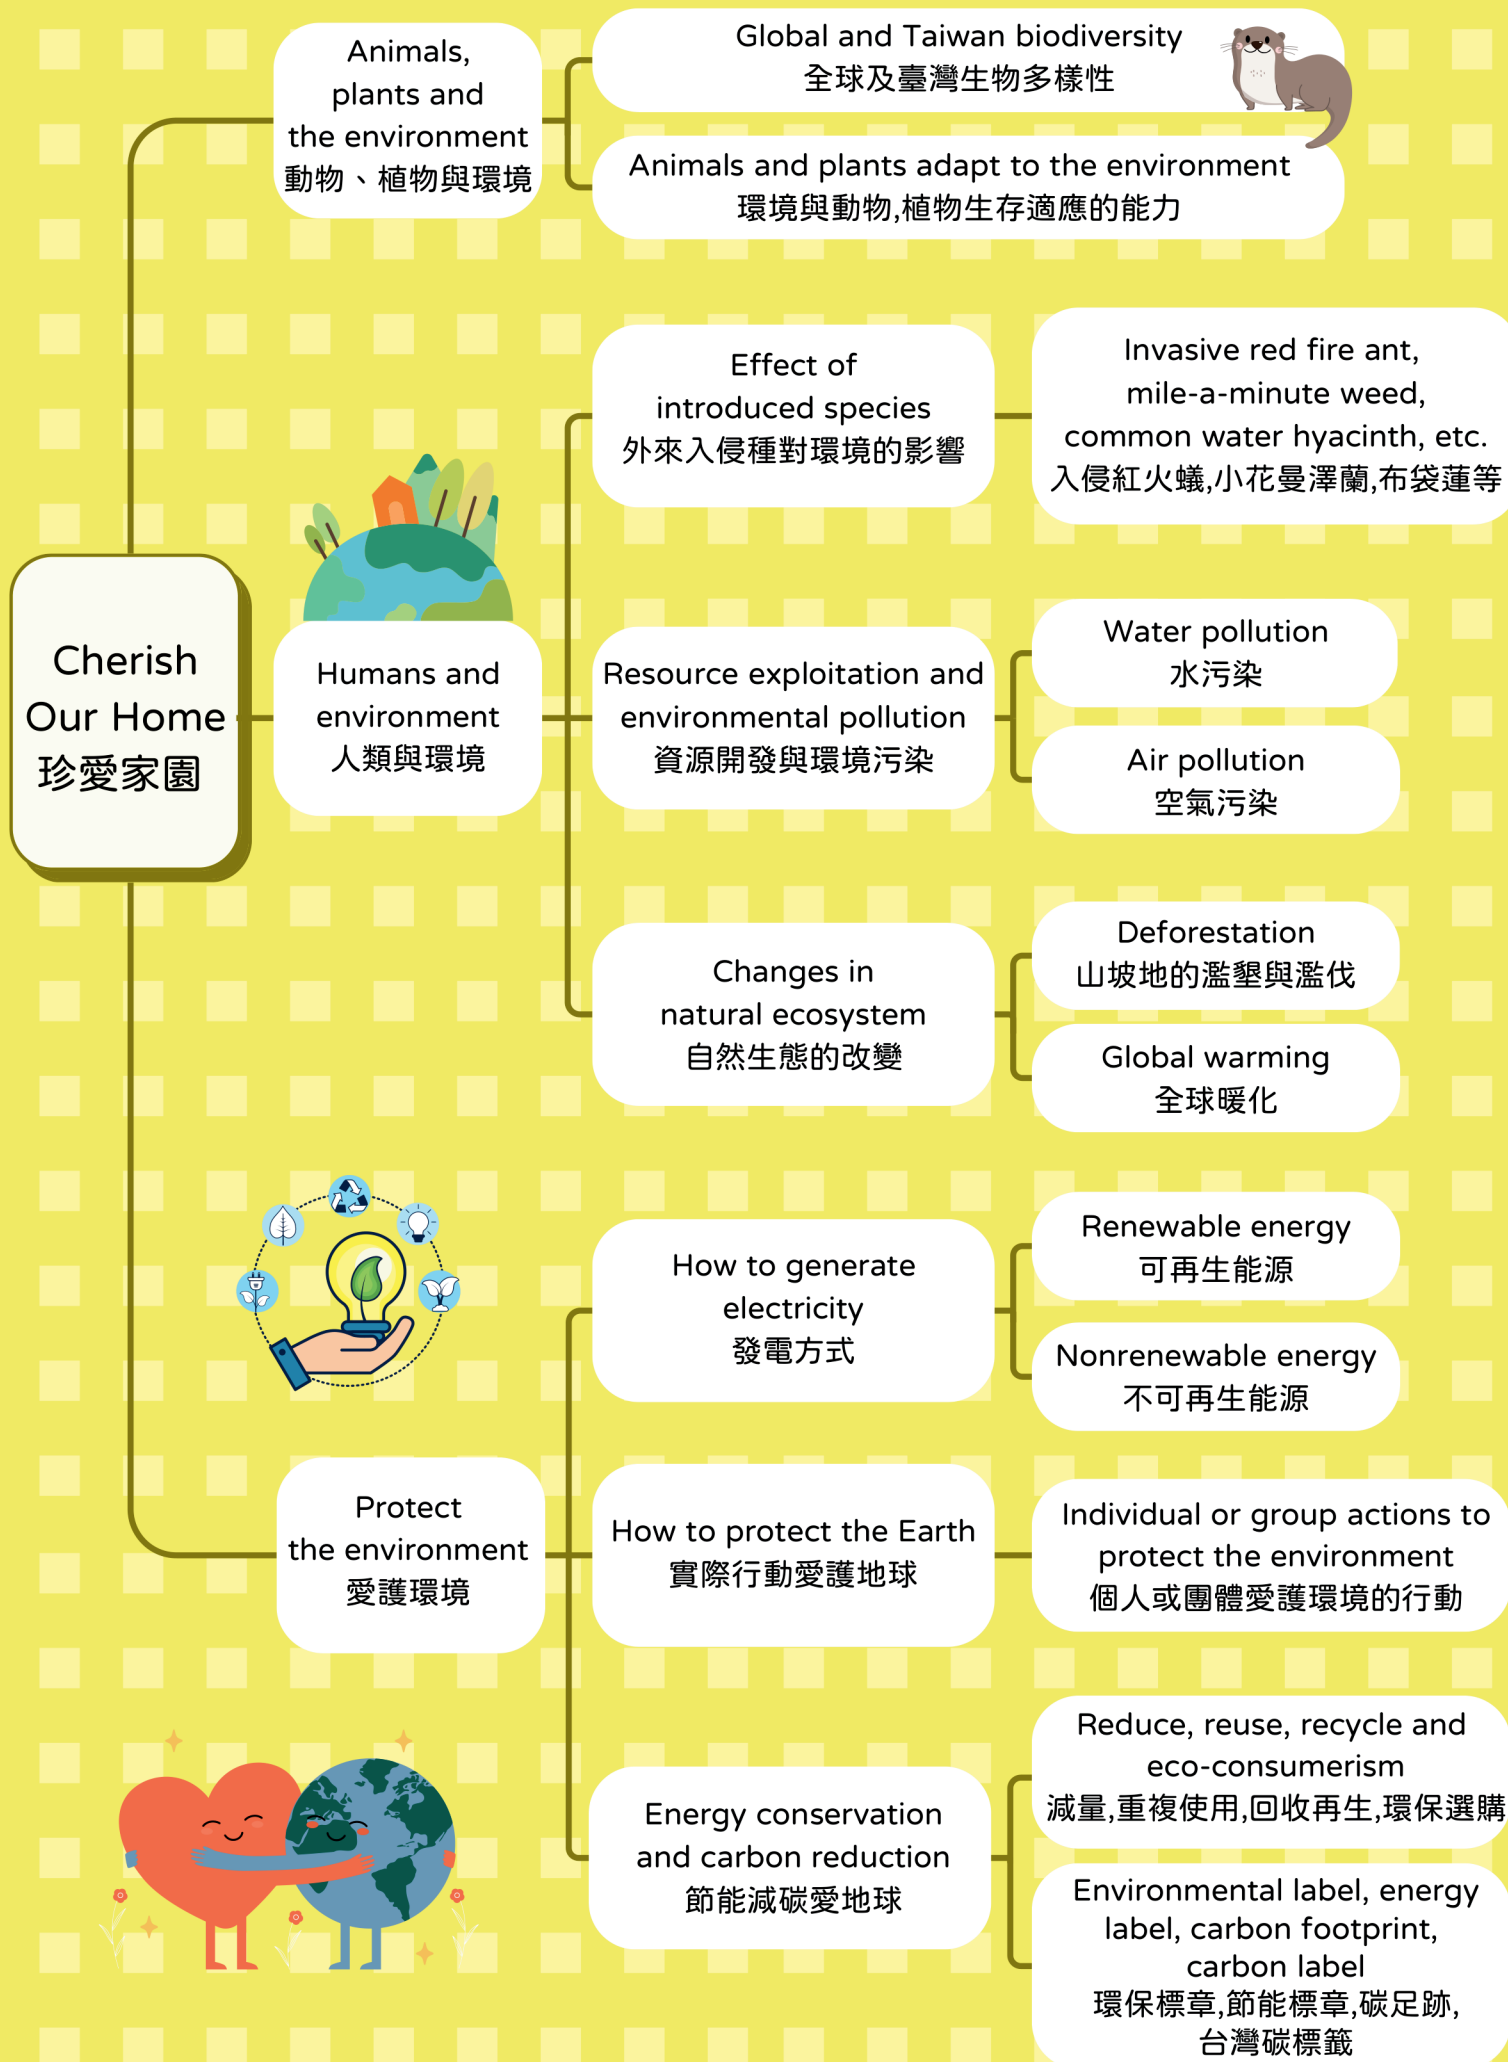 Cherish
Our Home
珍愛家園
Animals,
plants and
the environment
動物、植物與環境
Global and Taiwan biodiversity
全球及臺灣生物多樣性
Animals and plants adapt to the environment
環境與動物,植物生存適應的能力
Humans and
environment
人類與環境
Effect of
introduced species
外來入侵種對環境的影響
Invasive red fire ant,
mile-a-minute weed,
common water hyacinth, etc.
入侵紅火蟻,小花曼澤蘭,布袋蓮等
Resource exploitation and
environmental pollution
資源開發與環境污染
Water pollution
水污染
Air pollution
空氣污染
Changes in
natural ecosystem
自然生態的改變
Deforestation
山坡地的濫墾與濫伐
Global warming
全球暖化
Protect
the environment
愛護環境
How to generate
electricity
發電方式
Renewable energy
可再生能源
Nonrenewable energy
不可再生能源
How to protect the Earth
實際行動愛護地球
Individual or group actions to
protect the environment
個人或團體愛護環境的行動
Energy conservation
and carbon reduction
節能減碳愛地球
Reduce, reuse, recycle and
eco-consumerism
減量,重複使用,回收再生,環保選購
Environmental label, energy
label, carbon footprint,
carbon label
環保標章,節能標章,碳足跡,
台灣碳標籤